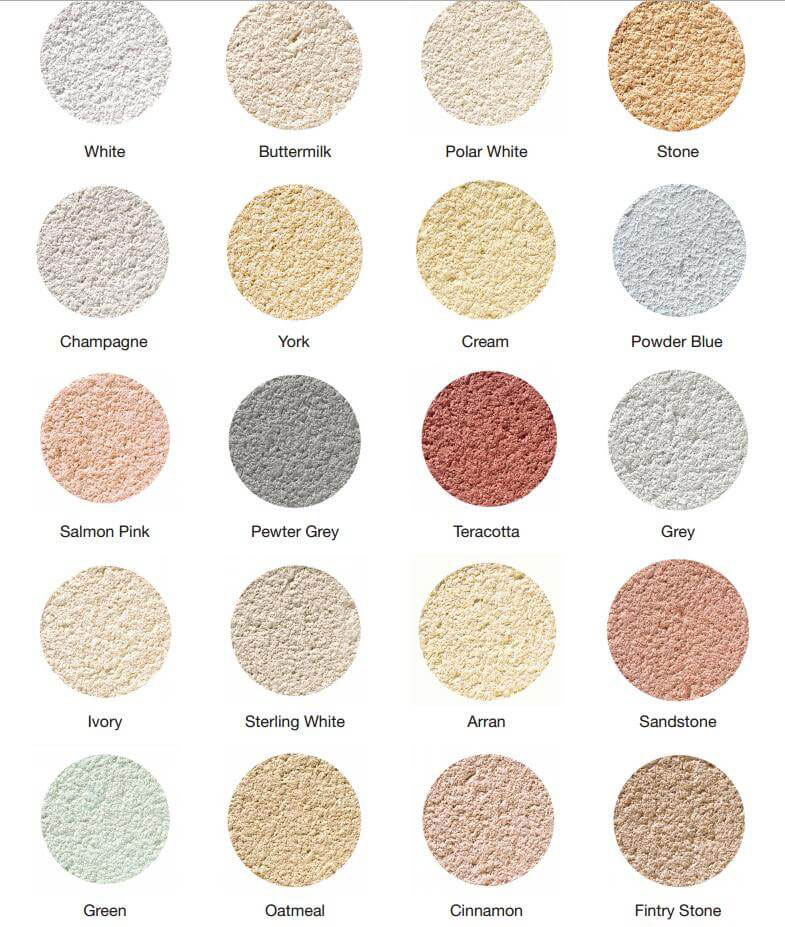 White
Buttermilk
Polar White
Stone
Champagne
York
Cream
Powder Blue
Salmon Pink
Pewter Grey
Teracotta
Grey
Ivory
Sterling White
Arran
Sandstone
Green
Oatmeal
Cinnamon
Fintry Stone